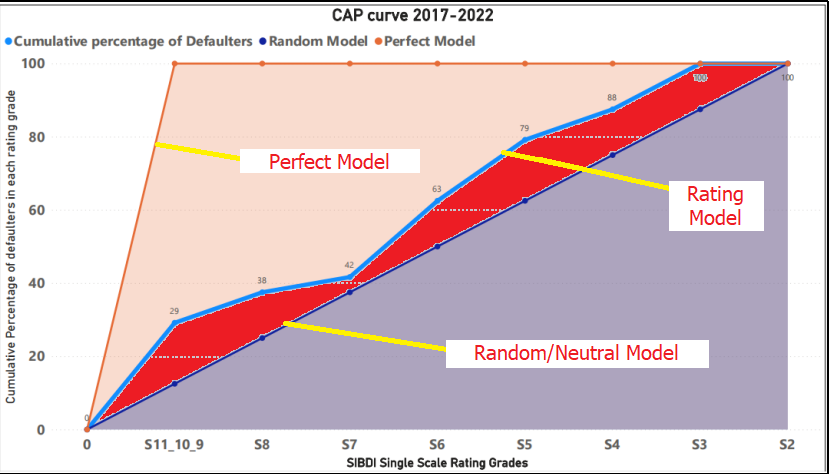 CAP curve 2017-2022
Cumulative percentage of Defaulters Random Model Perfect Model
Cumulative Percentage of defaulters in each rating grade
100
80
60
40
20
0
0
29
38
42
63
79
88
100
Perfect Model
Rating
Model
Random/Neutral Model
0 S11_10_9 S8 S7 S6 S5 S4 S3 S2
SIBDI Single Scale Rating Grades